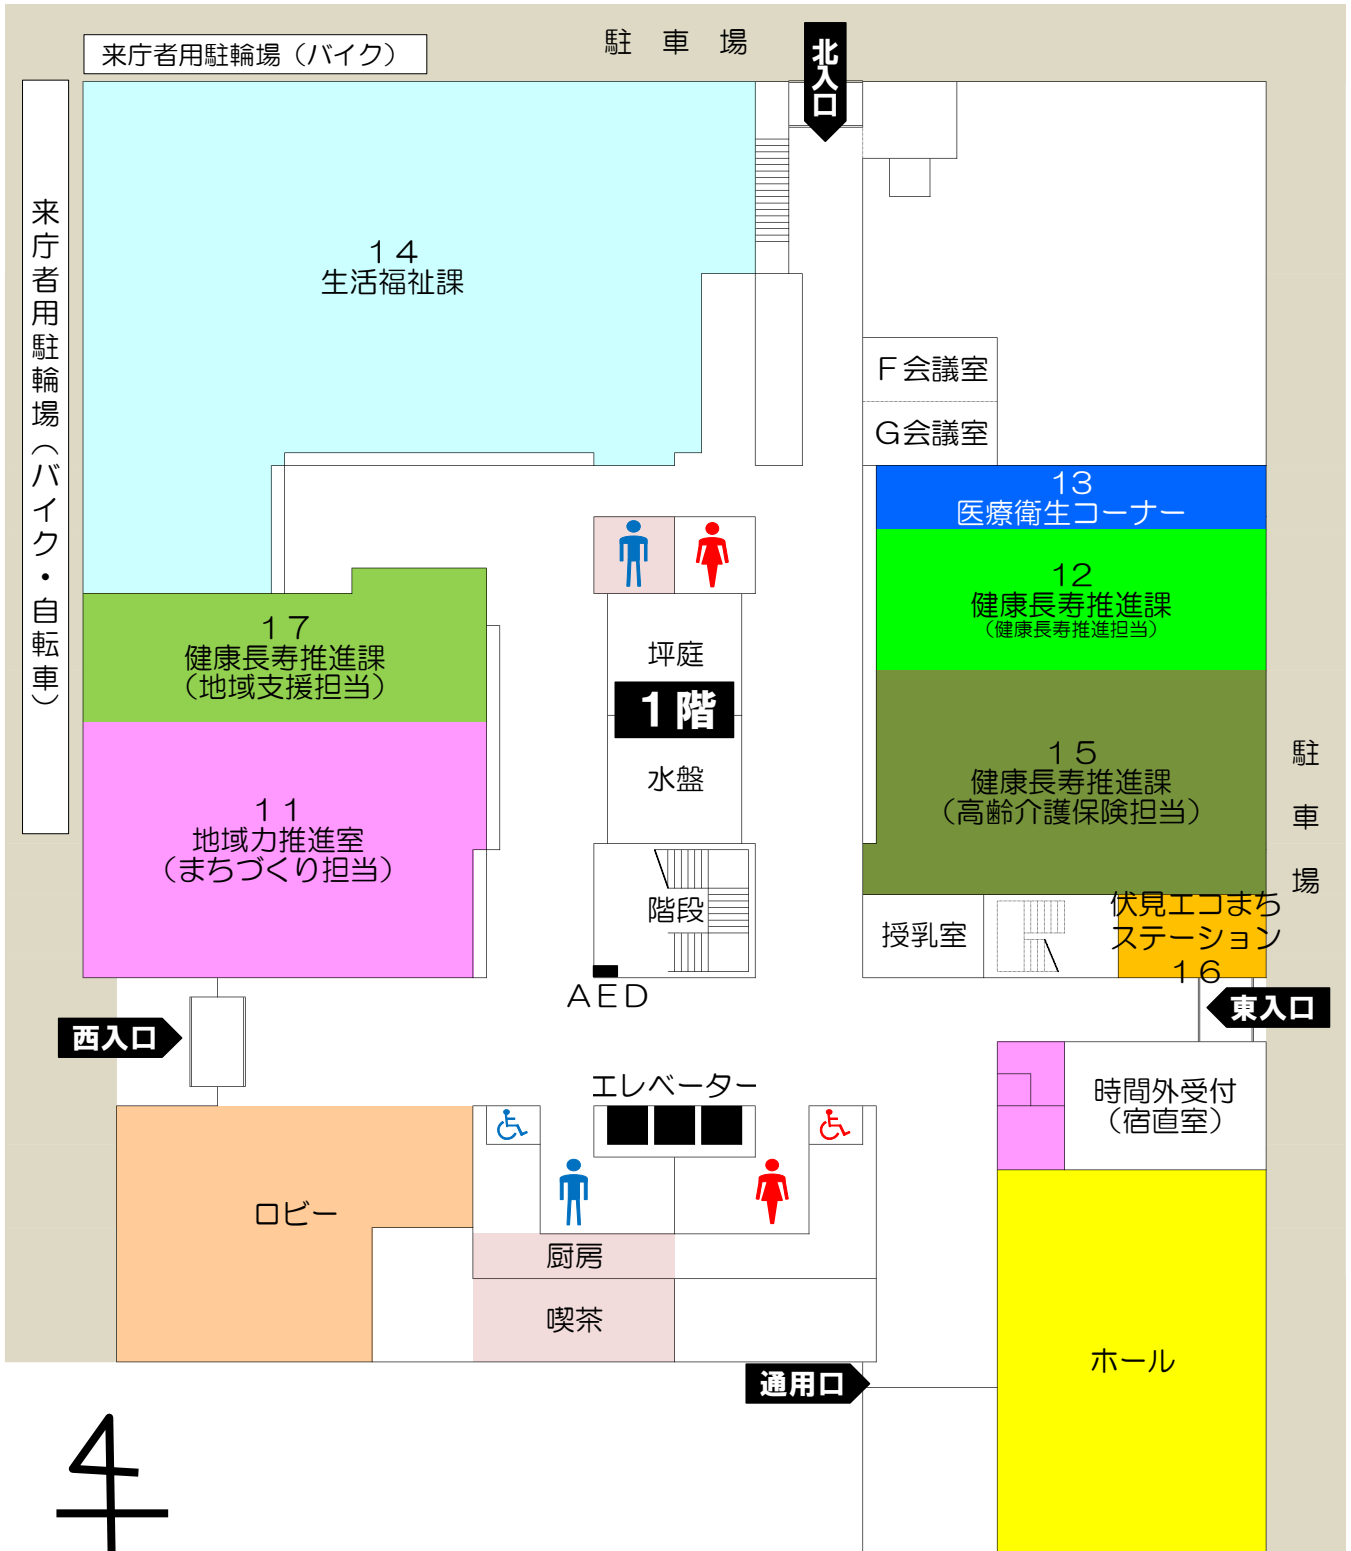 駐車場
来庁者用駐輪場（バイク）
北入口
来庁者用駐輪場（バイク・自転車）
１４
生活福祉課
Ｆ会議室
Ｇ会議室
１３
医療衛生コーナー
１２
健康長寿推進課
（健康長寿推進担当）
１７
健康長寿推進課
（地域支援担当）
坪庭
１階
水盤
１５
健康長寿推進課
（高齢介護保険担当）
駐車場
１１
地域力推進室
（まちづくり担当）
階段
授乳室
伏見エコまち
ステーション
１６
ＡＥＤ
西入口
東入口
エレベーター
時間外受付
（宿直室）
ロビー
厨房
喫茶
ホール
通用口